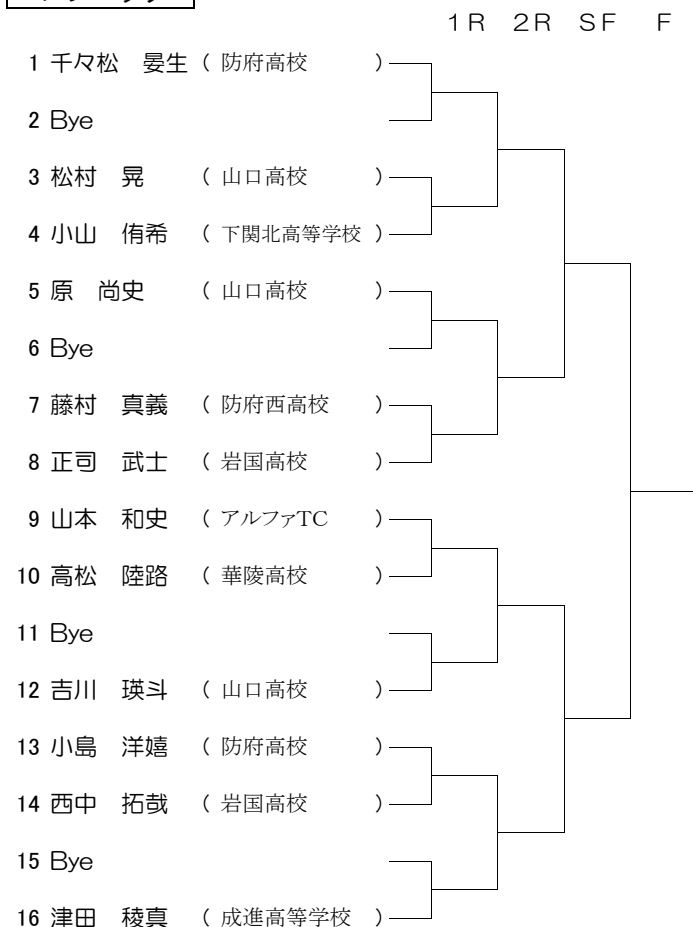 １Ｒ ２Ｒ ＳＦ Ｆ
1 千々松　晏生 ( 防府高校 )
2 Bye
3 松村　晃 ( 山口高校 )
4 小山　侑希 ( 下関北高等学校 )
5 原　尚史 ( 山口高校 )
6 Bye
7 藤村　真義 ( 防府西高校 )
8 正司　武士 ( 岩国高校 )
9 山本　和史 ( アルファTC )
10 高松　陸路 ( 華陵高校 )
11 Bye
12 吉川　瑛斗 ( 山口高校 )
13 小島　洋嬉 ( 防府高校 )
14 西中　拓哉 ( 岩国高校 )
15 Bye
16 津田　稜真 ( 成進高等学校 )